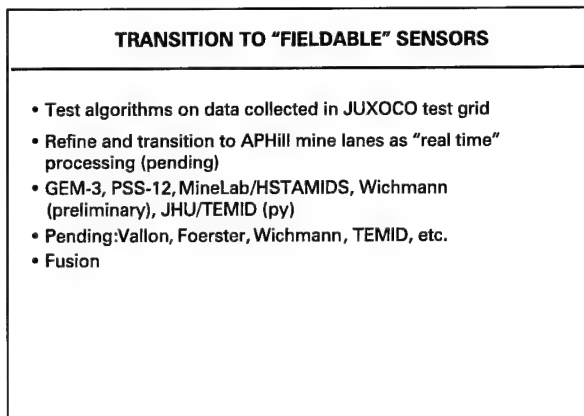 TRANSITION TO "FIELDABLE" SENSORS
• Test algorithms on data collected in JUXOCO test grid
• Refine and transition to APHill mine lanes as "real time"
processing (pending)
• GEM-3, PSS-12, MineLab/HSTAMIDS, Wichmann
(preliminary), JHU/TEMID (py)
• Pending:Vallon, Foerster, Wichmann, TEMID, etc.
• Fusion